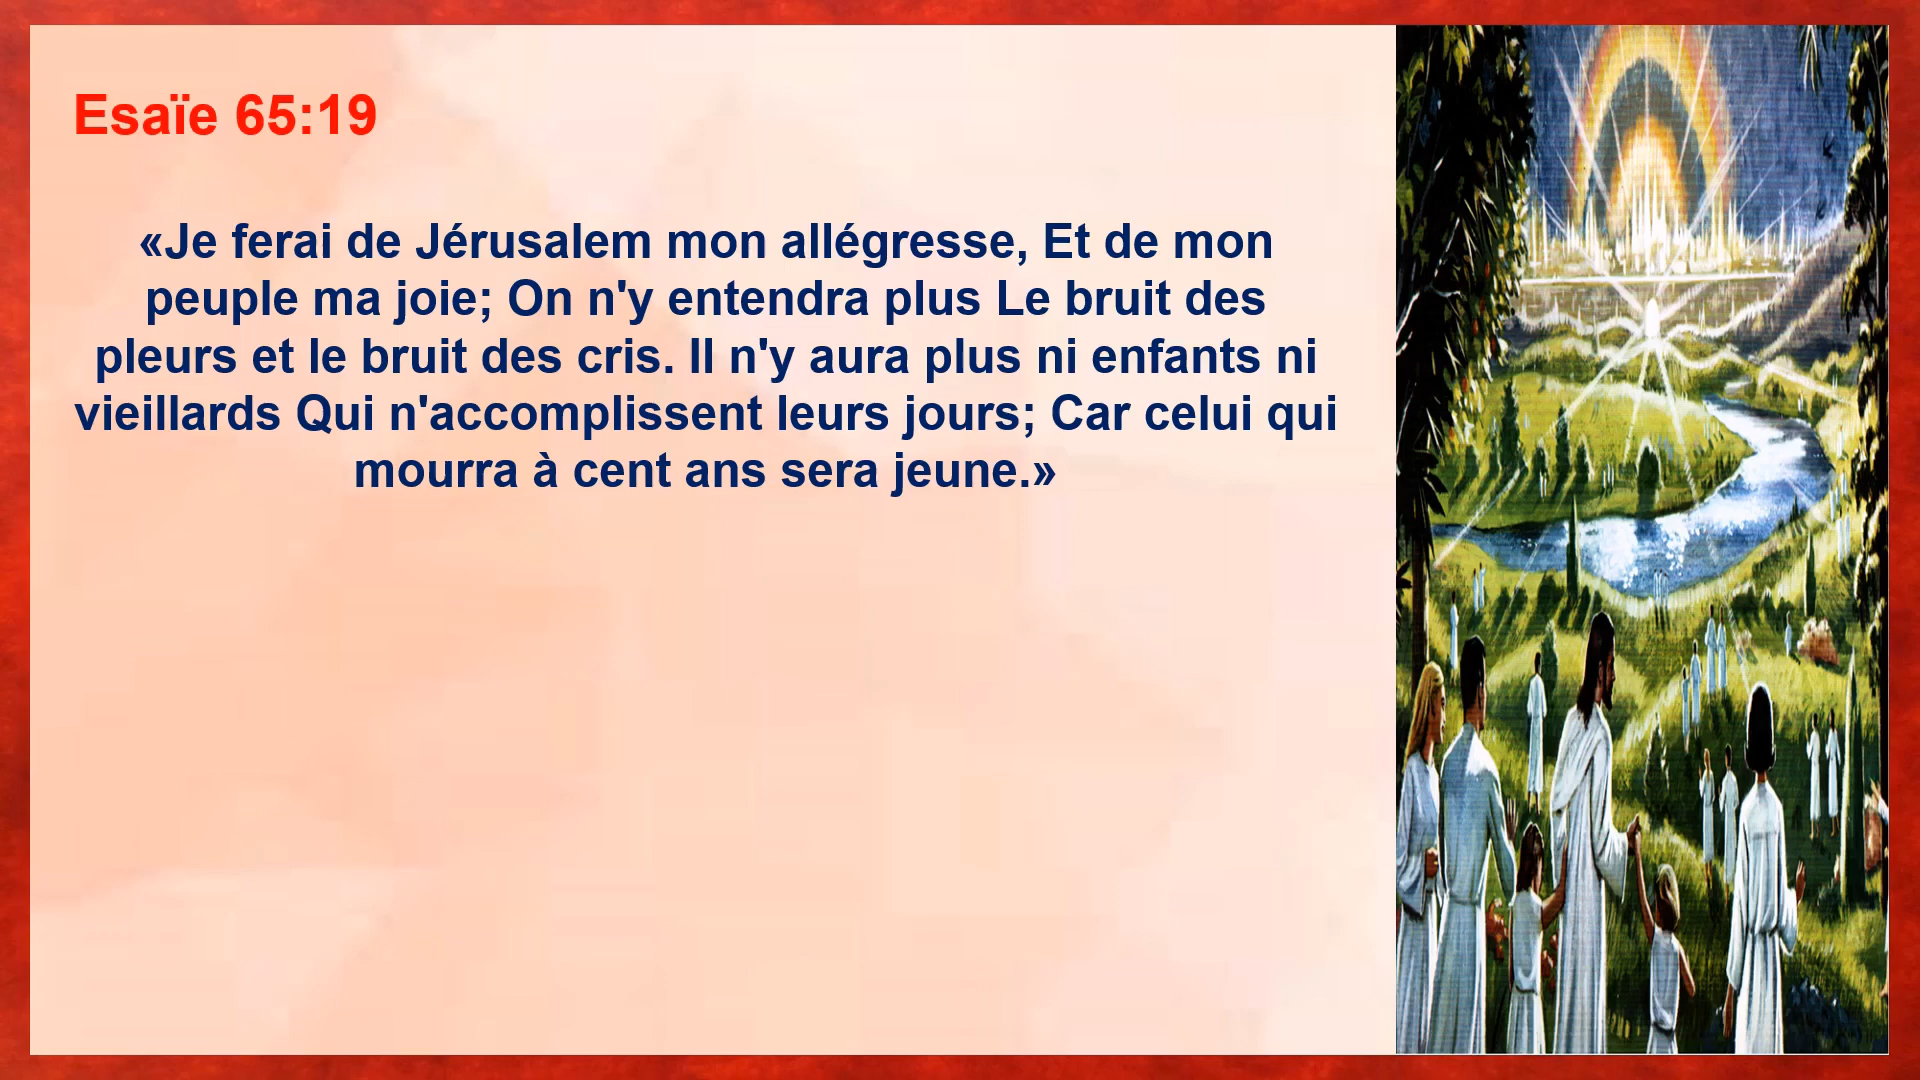 Esaïe 65:19
«Je ferai de Jérusalem mon allégresse, Et de mon
peuple ma joie; On n'y entendra plus Le bruit des
pleurs et le bruit des cris. Il n'y aura plus ni enfants ni
vieillards Qui n'accomplissent leurs jours; Car celui qui
mourra à cent ans sera jeune.»